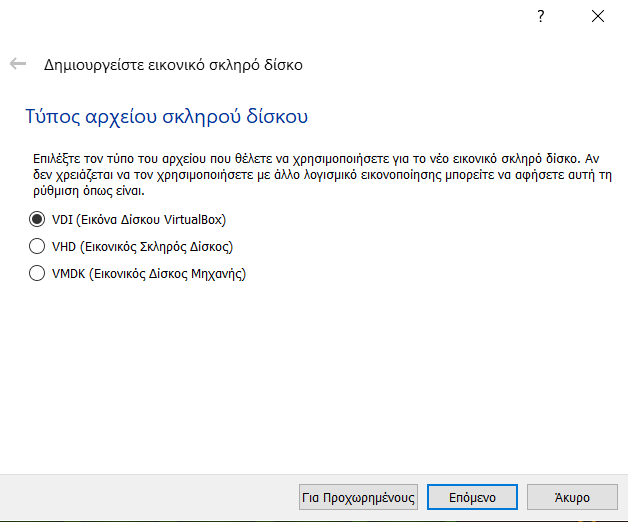 ?
Δημιουργείστε εικονικό σκληρό δίσκο
Τύπος αρχείου σκληρού δίσκου
Επιλέξτε τον τύπο του αρχείου που θέλετε να χρησιμοποιήσετε για το νέο εικονικό σκληρό δίσκο. Αν
δεν χρειάζεται να τον χρησιμοποιήσετε με άλλο λογισμικό εικονοποίησης μπορείτε να αφήσετε αυτή τη
ρύθμιση όπως είναι.
VDI (Εικόνα Δίσκου VirtualBox)
VHD (Εικονικός Σκληρός Δίσκος)
VMDK (Εικονικός Δίσκος Μηχανής)
Για Προχωρημένους
Επόμενο
Άκυρο